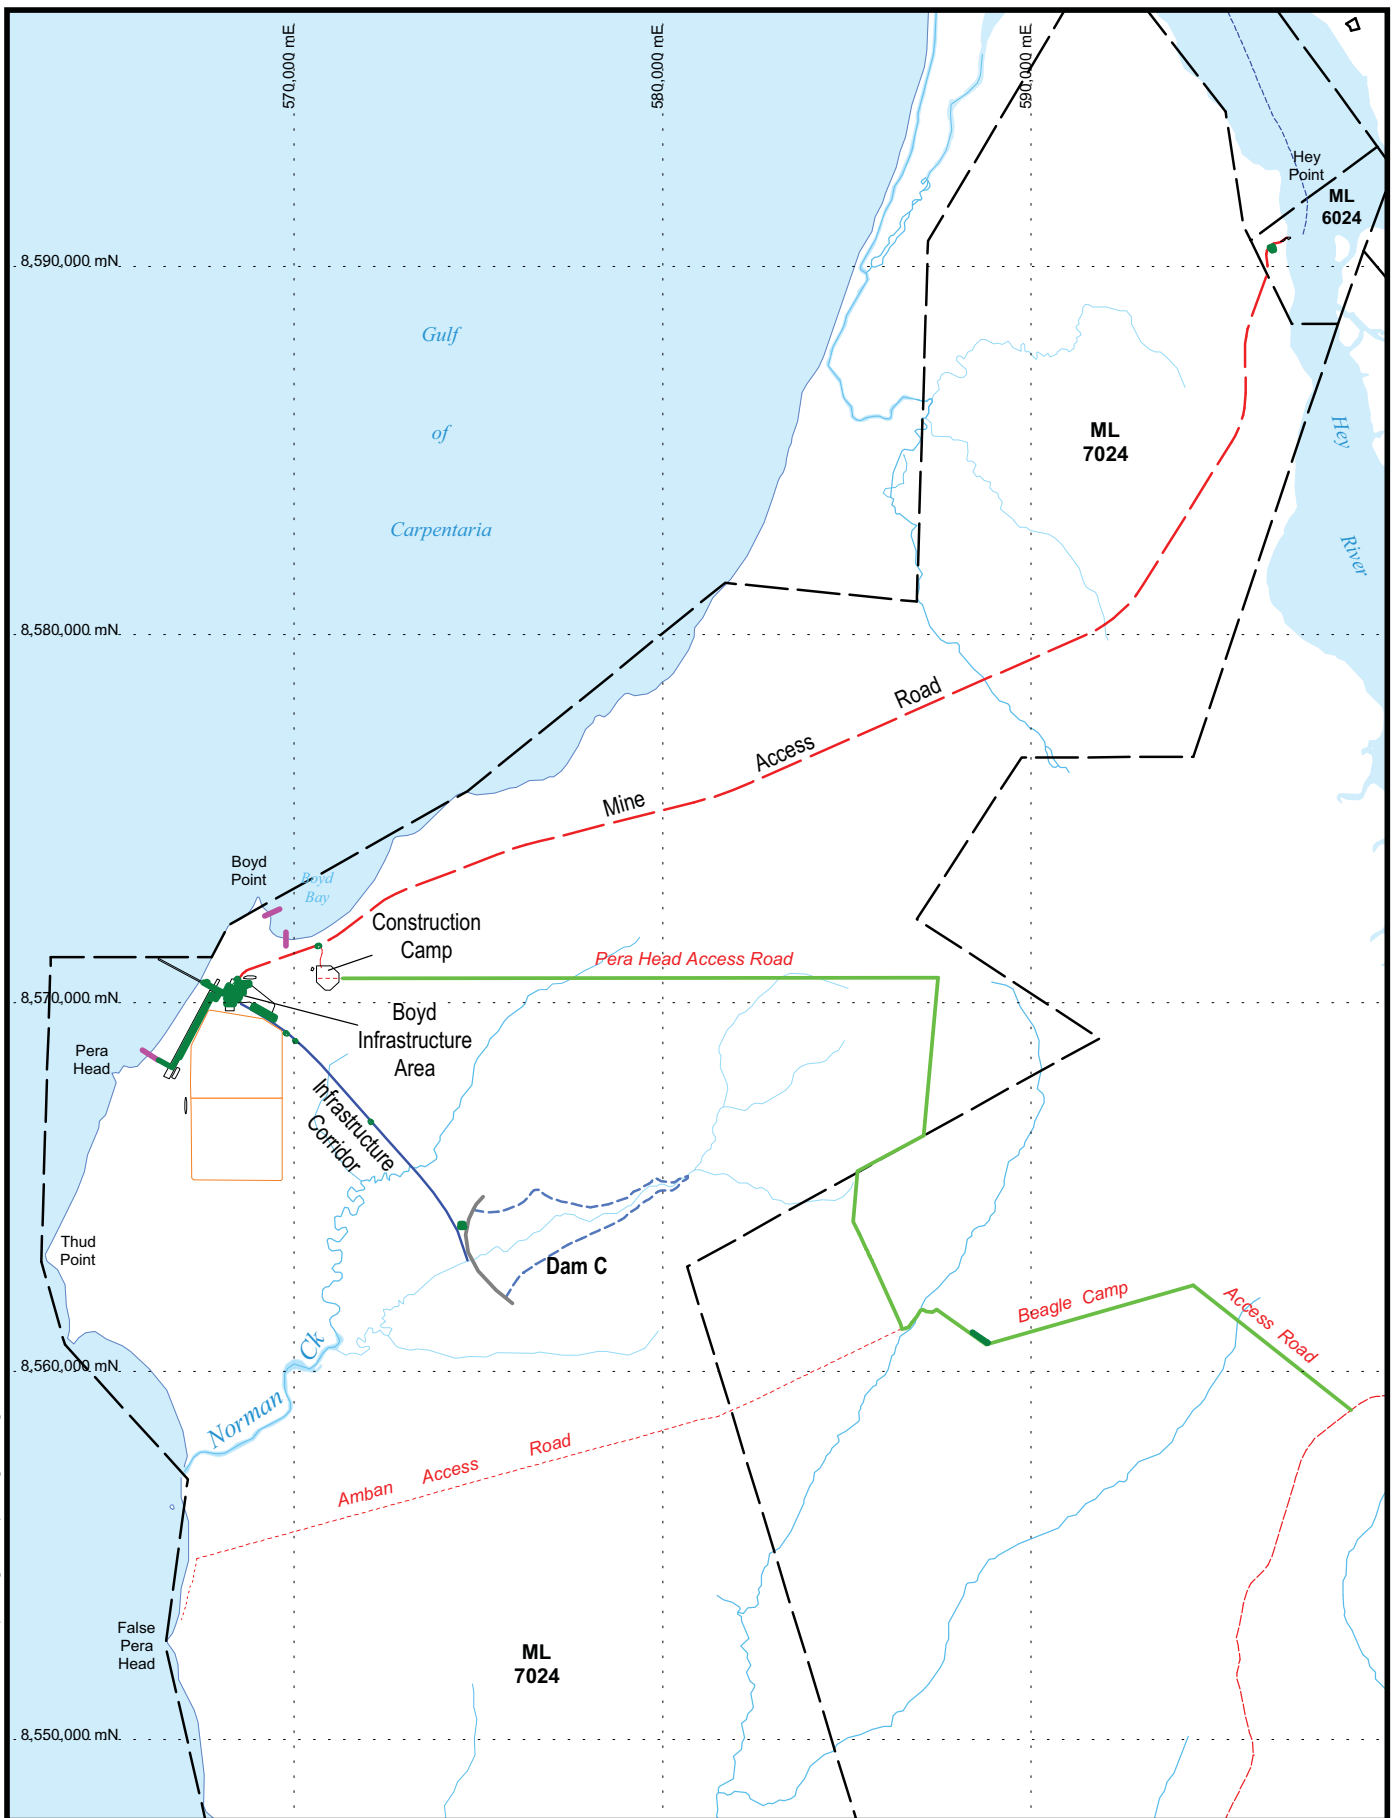 570,000 mE
580,000 mE
590,000 mE
Hey
Point
ML
6024
8,590,000 mN
Gulf
of
Carpentaria
ML
7024
Hey
River
8,580,000 mN
Mine Access Road
Boyd
Point
Boyd
Bay
Construction
Camp
Pera Head Access Road
8,570,000 mN
Boyd
Infrastructure
Area
Pera
Head
Infrastructure
Corridor
Thud
Point
Dam C
Beagle Camp Access Road
8,560,000 mN
Norman Ck
Amban Access Road
False
Pera
Head
ML
7024
8,550,000 mN